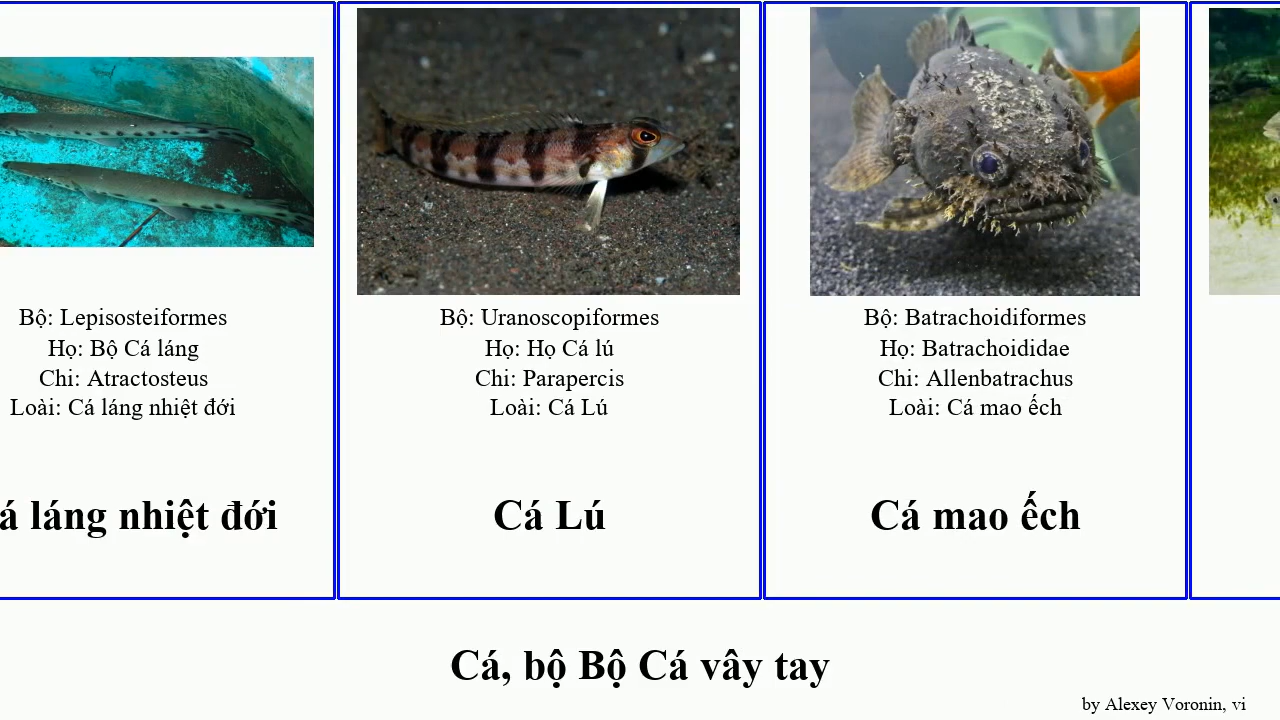 Bộ: Lepisosteiformes
Họ: Bộ Cá láng
Chi: Atractosteus
Loài: Cá láng nhiệt đới
á láng nhiệt đới
Bộ: Uranoscopiformes
Họ: Họ Cá lú
Chi: Parapercis
Loài: Cá Lú
Cá Lú
Bộ: Batrachoidiformes
Họ: Batrachoididae
Chi: Allenbatrachus
Loài: Cá mao ếch
Cá mao ếch
Cá, bộ Bộ Cá vây tay
by Alexey Voronin, vi